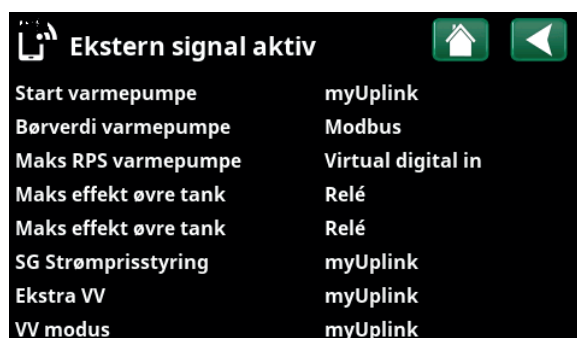 Ekstern signal aktiv
Start varmepumpe myUplink
Børverdi varmepumpe Modbus
Maks RPS varmepumpe Virtual digital in
Maks effekt øvre tank Relé
Maks effekt øvre tank Relé
SG Strømprisstyring myUplink
Ekstra VV myUplink
VV modus myUplink